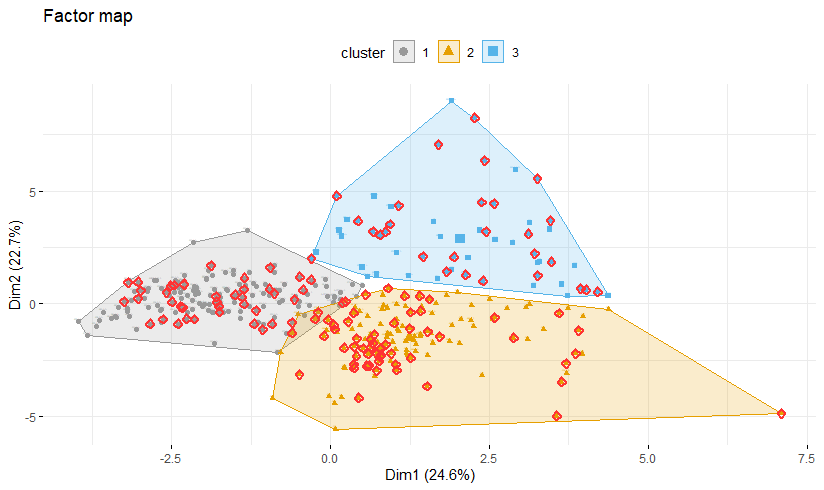 Factor map
cluster 1 2 3
5
0
-5
Dim2 (22.7%)
-2.5 0.0 2.5 5.0 7.5
Dim1 (24.6%)